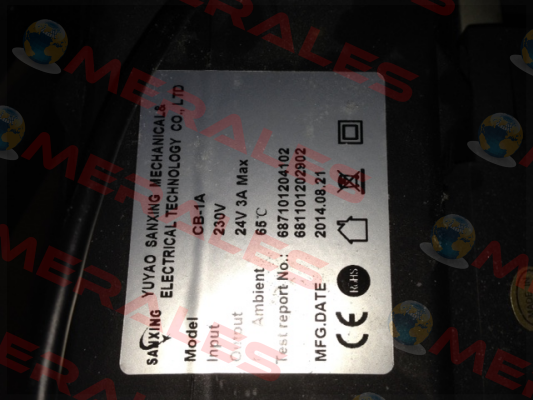 SANXING YUYAO SANXING MECHANICAL&
ELECTRICAL TECHNOLOGY CO., LTD
Model CB-1A
Input 230V
Output 24V 3A Max
Ambient 65℃
Test report No.: 687101204102
681101202902
MFG.DATE 2014.08.21
CE RoHS
MERALES